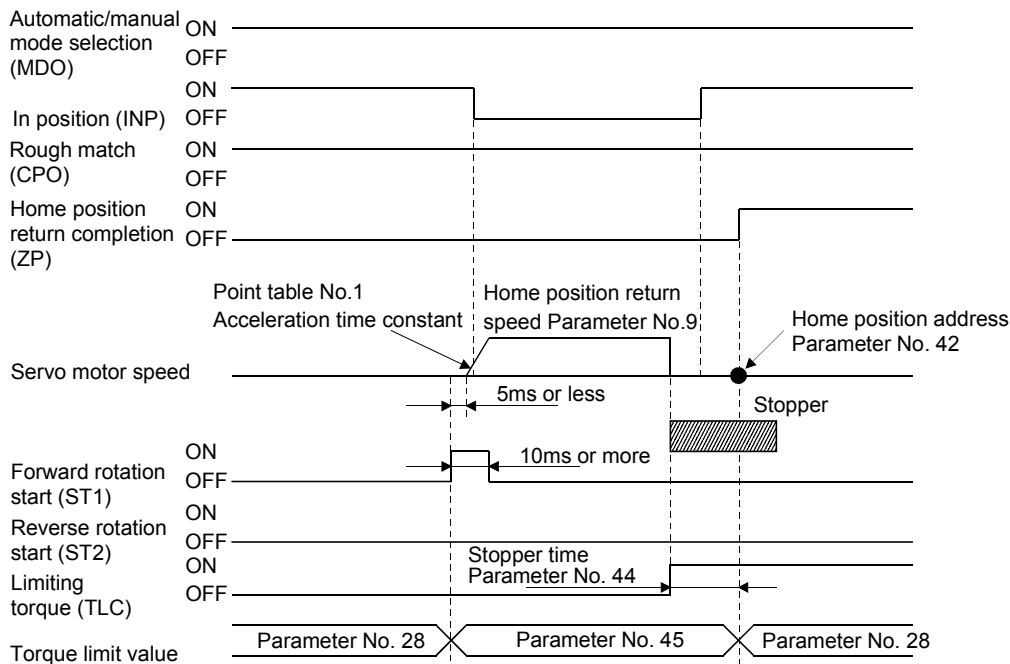 Automatic/manual
mode selection
(MDO)
ON
OFF
In position (INP)
ON
OFF
Rough match
(CPO)
ON
OFF
Home position
return completion
(ZP)
ON
OFF
Point table No.1
Acceleration time constant
Home position return
speed Parameter No.9
Home position address
Parameter No. 42
Servo motor speed
5ms or less
Stopper
Forward rotation
start (ST1)
ON
OFF
10ms or more
Reverse rotation
start (ST2)
ON
OFF
Limiting
torque (TLC)
ON
OFF
Stopper time
Parameter No. 44
Torque limit value
Parameter No. 28
Parameter No. 45
Parameter No. 28